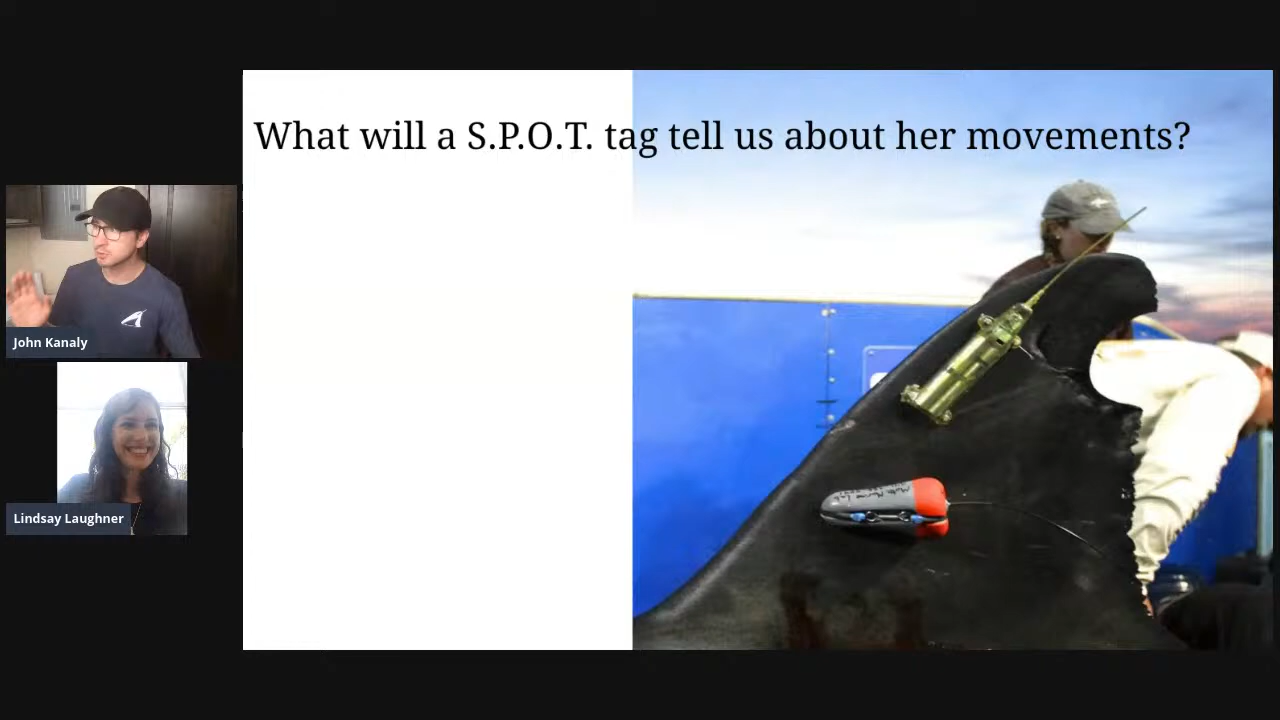 What will a S.P.O.T. tag tell us about her movements?
John Kanaly
Lindsay Laughner